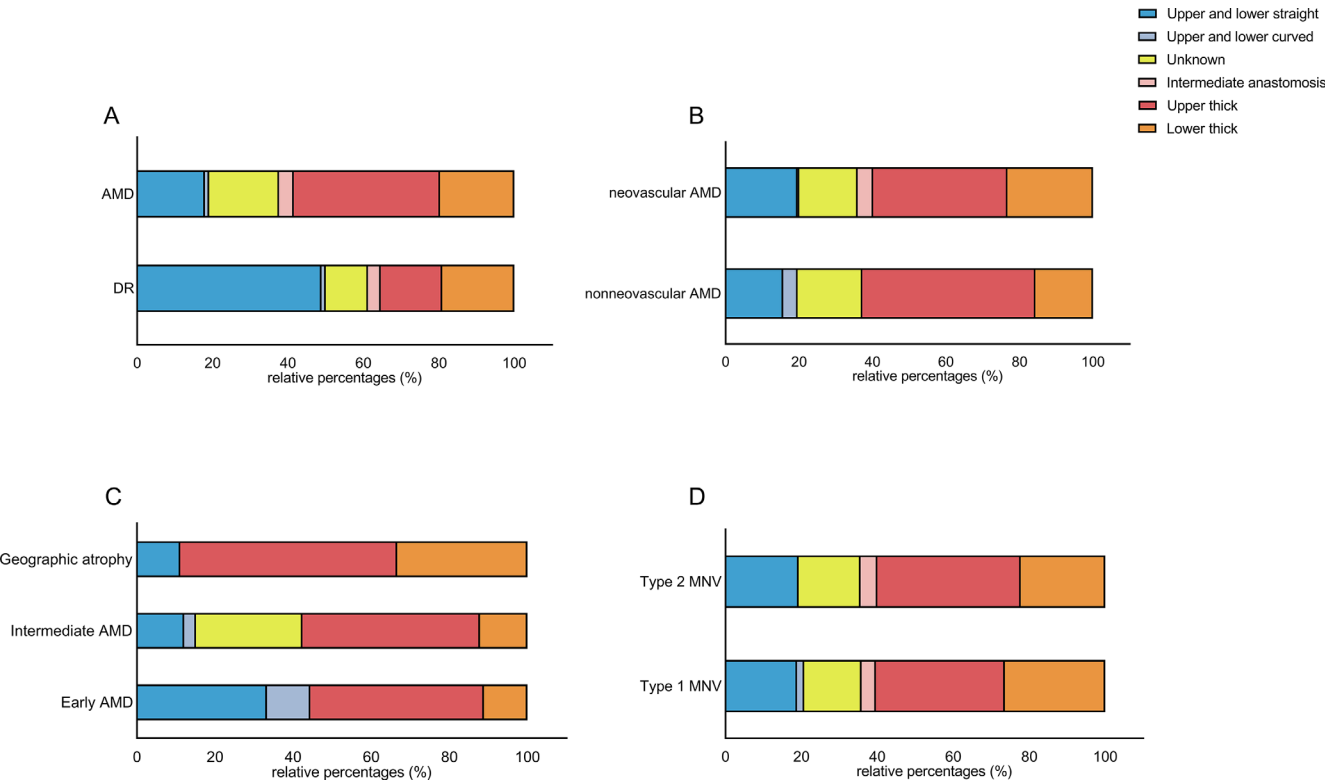 Upper and lower straight
Upper and lower curved
Unknown
Intermediate anastomosis
Upper thick
Lower thick
A
AMD
DR
0 20 40 60 80 100
relative percentages (%)
B
neovascular AMD
nonneovascular AMD
0 20 40 60 80 100
relative percentages (%)
C
Geographic atrophy
Intermediate AMD
Early AMD
0 20 40 60 80 100
relative percentages (%)
D
Type 2 MNV
Type 1 MNV
0 20 40 60 80 100
relative percentages (%)